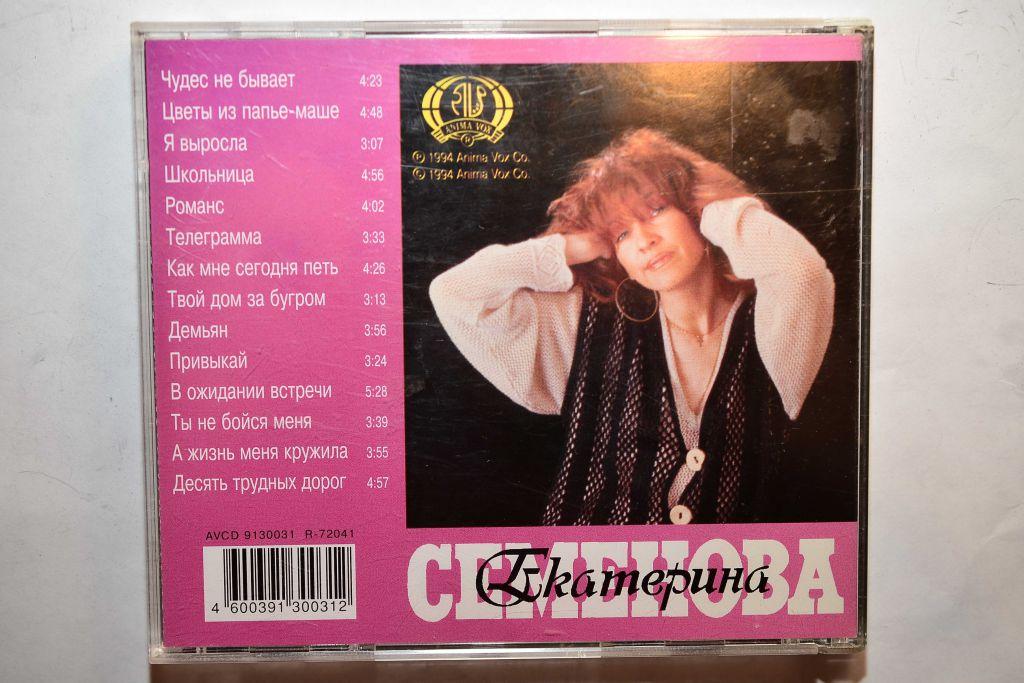 Чудес не бывает 4:23
Цветы из папье-маше 4:48
Я выросла 3:07
Школьница 4:56
Романс 4:02
Телеграмма 3:33
Как мне сегодня петь 4:26
Твой дом за бугром 3:13
Демьян 3:56
Привыкай 3:24
В ожидании встречи 5:28
Ты не бойся меня 3:39
А жизнь меня кружила 3:55
Десять трудных дорог 4:57
AVCD 9130031 R-72041
4 600391 300312
ANIMA VOX
®
℗ 1994 Anima Vox Co.
© 1994 Anima Vox Co.
СЕМЕНОВА
Екатерина